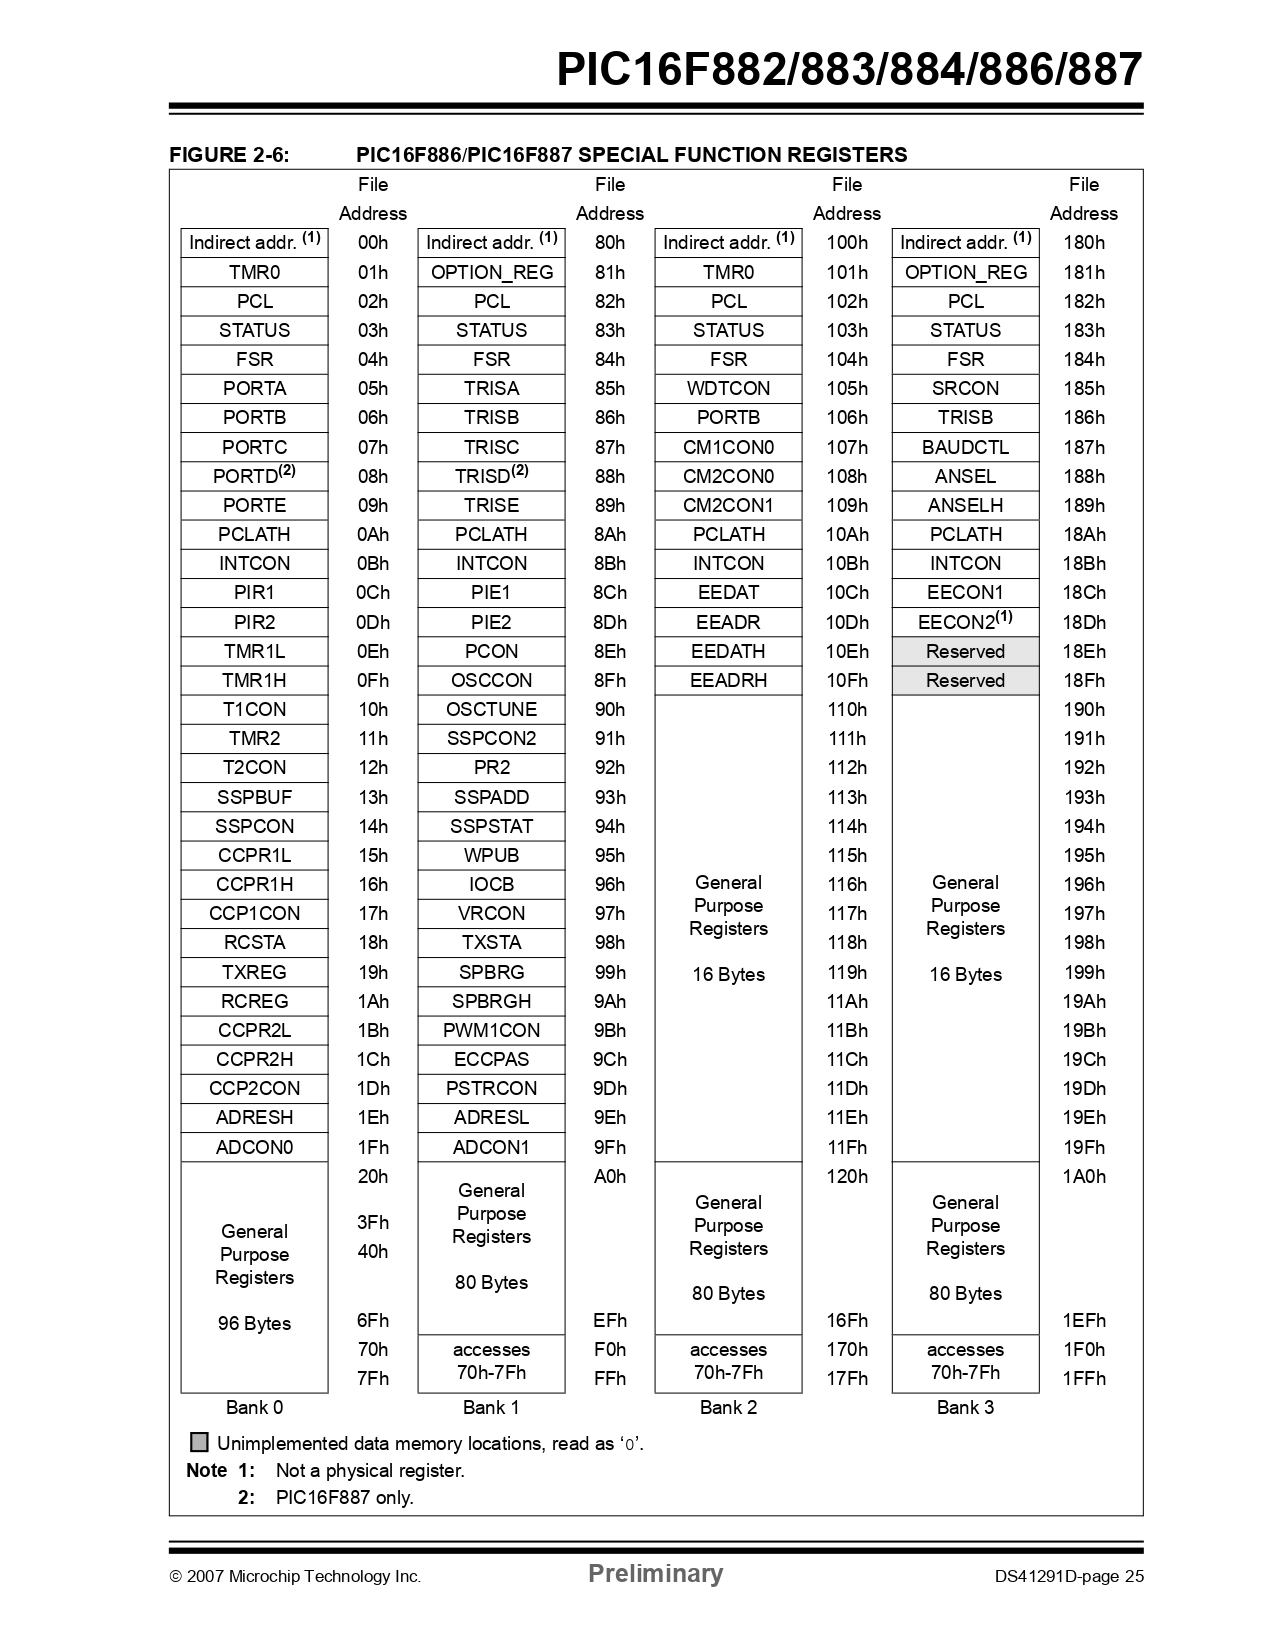 PIC16F882/883/884/886/887
FIGURE 2-6: PIC16F886/PIC16F887 SPECIAL FUNCTION REGISTERS
File File File File
Address Address Address Address
Indirect addr. (1) 00h Indirect addr. (1) 80h Indirect addr. (1) 100h Indirect addr. (1) 180h
TMR0 01h OPTION_REG 81h TMR0 101h OPTION_REG 181h
PCL 02h PCL 82h PCL 102h PCL 182h
STATUS 03h STATUS 83h STATUS 103h STATUS 183h
FSR 04h FSR 84h FSR 104h FSR 184h
PORTA 05h TRISA 85h WDTCON 105h SRCON 185h
PORTB 06h TRISB 86h PORTB 106h TRISB 186h
PORTC 07h TRISC 87h CM1CON0 107h BAUDCTL 187h
PORTD(2) 08h TRISD(2) 88h CM2CON0 108h ANSEL 188h
PORTE 09h TRISE 89h CM2CON1 109h ANSELH 189h
PCLATH 0Ah PCLATH 8Ah PCLATH 10Ah PCLATH 18Ah
INTCON 0Bh INTCON 8Bh INTCON 10Bh INTCON 18Bh
PIR1 0Ch PIE1 8Ch EEDAT 10Ch EECON1 18Ch
PIR2 0Dh PIE2 8Dh EEADR 10Dh EECON2(1) 18Dh
TMR1L 0Eh PCON 8Eh EEDATH 10Eh Reserved 18Eh
TMR1H 0Fh OSCCON 8Fh EEADRH 10Fh Reserved 18Fh
T1CON 10h OSCTUNE 90h 110h 190h
TMR2 11h SSPCON2 91h 111h 191h
T2CON 12h PR2 92h 112h 192h
SSPBUF 13h SSPADD 93h 113h 193h
SSPCON 14h SSPSTAT 94h 114h 194h
CCPR1L 15h WPUB 95h 115h 195h
CCPR1H 16h IOCB 96h General 116h General 196h
CCP1CON 17h VRCON 97h Purpose 117h Purpose 197h
RCSTA 18h TXSTA 98h Registers 118h Registers 198h
TXREG 19h SPBRG 99h 16 Bytes 119h 16 Bytes 199h
RCREG 1Ah SPBRGH 9Ah 11Ah 19Ah
CCPR2L 1Bh PWM1CON 9Bh 11Bh 19Bh
CCPR2H 1Ch ECCPAS 9Ch 11Ch 19Ch
CCP2CON 1Dh PSTRCON 9Dh 11Dh 19Dh
ADRESH 1Eh ADRESL 9Eh 11Eh 19Eh
ADCON0 1Fh ADCON1 9Fh 11Fh 19Fh
20h A0h 120h 1A0h
General General General
Purpose 3Fh Purpose Purpose
General Registers Registers Registers
Purpose 40h
Registers 80 Bytes 80 Bytes 80 Bytes
96 Bytes 6Fh EFh 16Fh 1EFh
70h accesses F0h accesses 170h accesses 1F0h
7Fh 70h-7Fh FFh 70h-7Fh 17Fh 70h-7Fh 1FFh
Bank 0 Bank 1 Bank 2 Bank 3
Unimplemented data memory locations, read as ‘0’.
Note 1: Not a physical register.
2: PIC16F887 only.
© 2007 Microchip Technology Inc. Preliminary DS41291D-page 25